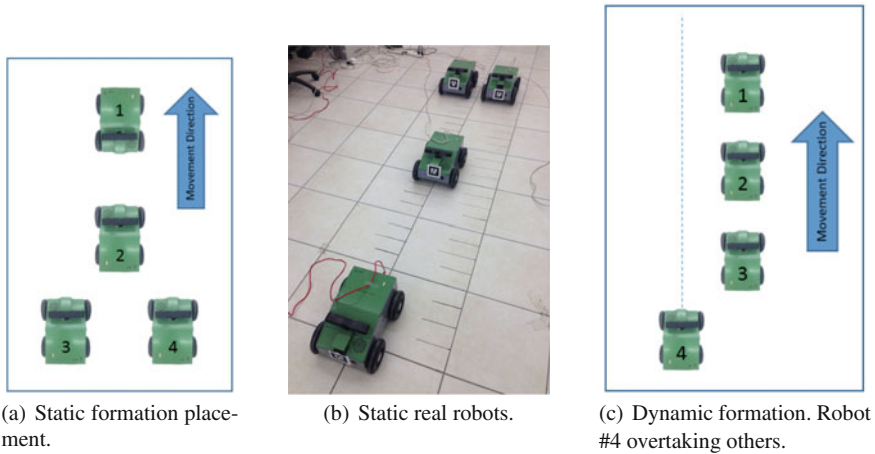 1
2
3
4
Movement Direction
1
2
3
4
Movement Direction
(a) Static formation place-
ment.
(b) Static real robots.
(c) Dynamic formation. Robot
#4 overtaking others.